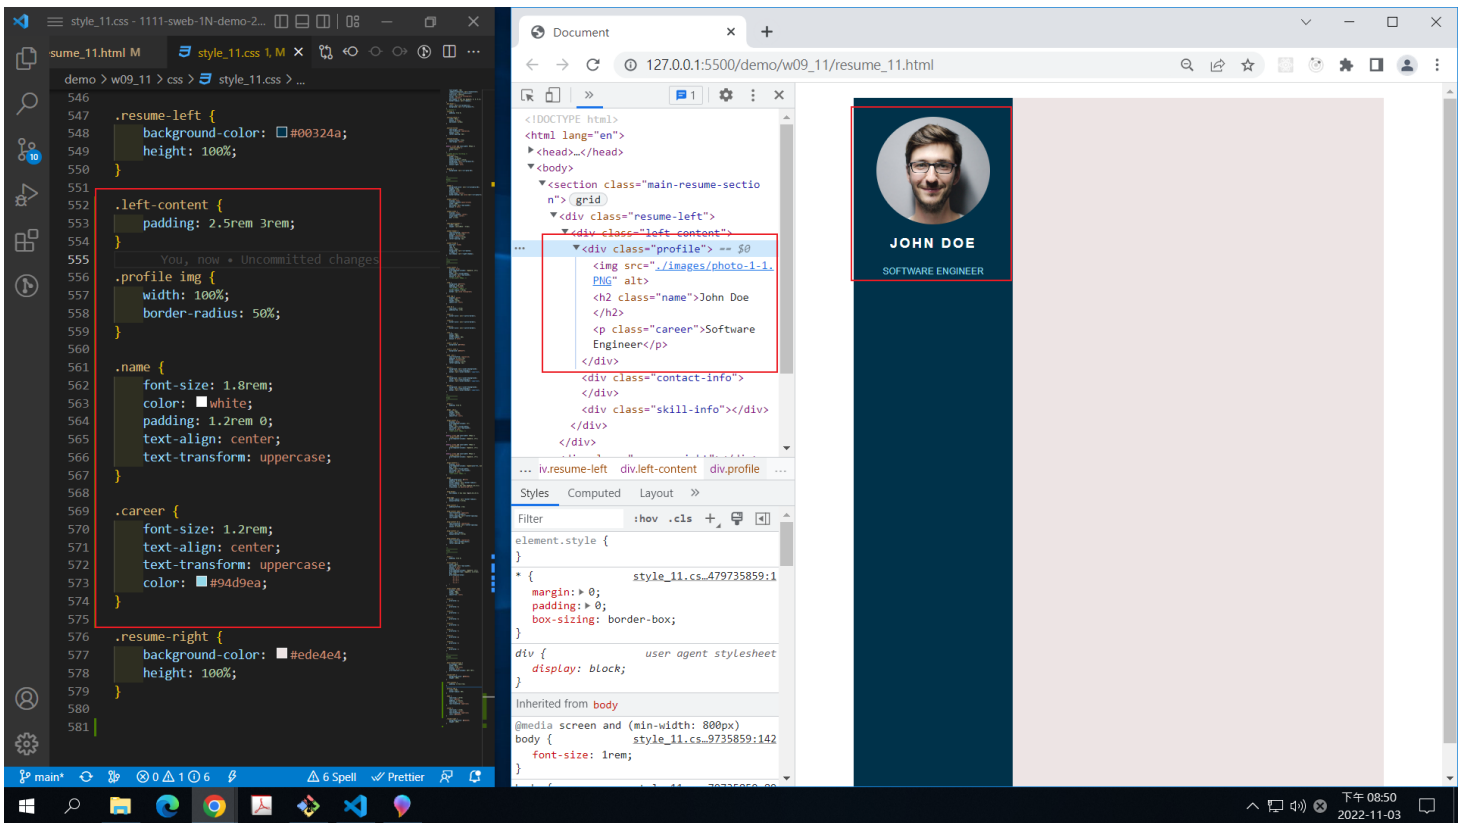 style_11.css - 1111-sweb-1N-demo-2...
sume_11.html M
style_11.css 1, M
demo > w09_11 > css > style_11.css > ...
546
547 .resume-left {
548 background-color: #00324a;
549 height: 100%;
550 }
551
552 .left-content {
553 padding: 2.5rem 3rem;
554 }
555 You, now • Uncommitted changes
556 .profile img {
557 width: 100%;
558 border-radius: 50%;
559 }
560
561 .name {
562 font-size: 1.8rem;
563 color: white;
564 padding: 1.2rem 0;
565 text-align: center;
566 text-transform: uppercase;
567 }
568
569 .career {
570 font-size: 1.2rem;
571 text-align: center;
572 text-transform: uppercase;
573 color: #94d9ea;
574 }
575
576 .resume-right {
577 background-color: #ede4e4;
578 height: 100%;
579 }
580
581
10
main*
0 1 6
6 Spell
Prettier
Document
127.0.0.1:5500/demo/w09_11/resume_11.html
1
<!DOCTYPE html>
<html lang="en">
<head>…</head>
<body>
<section class="main-resume-sectio
n"> grid
<div class="resume-left">
<div class="left-content">
<div class="profile"> == $0
<img src="./images/photo-1-1.
PNG" alt>
<h2 class="name">John Doe
</h2>
<p class="career">Software
Engineer</p>
</div>
<div class="contact-info">
</div>
<div class="skill-info"></div>
</div>
</div>
... iv.resume-left div.left-content div.profile ...
Styles Computed Layout
Filter :hov .cls
element.style {
}
* { style_11.cs…479735859:1
margin: 0;
padding: 0;
box-sizing: border-box;
}
div { user agent stylesheet
display: block;
}
Inherited from body
@media screen and (min-width: 800px)
body { style_11.cs…9735859:142
font-size: 1rem;
}
JOHN DOE
SOFTWARE ENGINEER
下午 08:50
2022-11-03